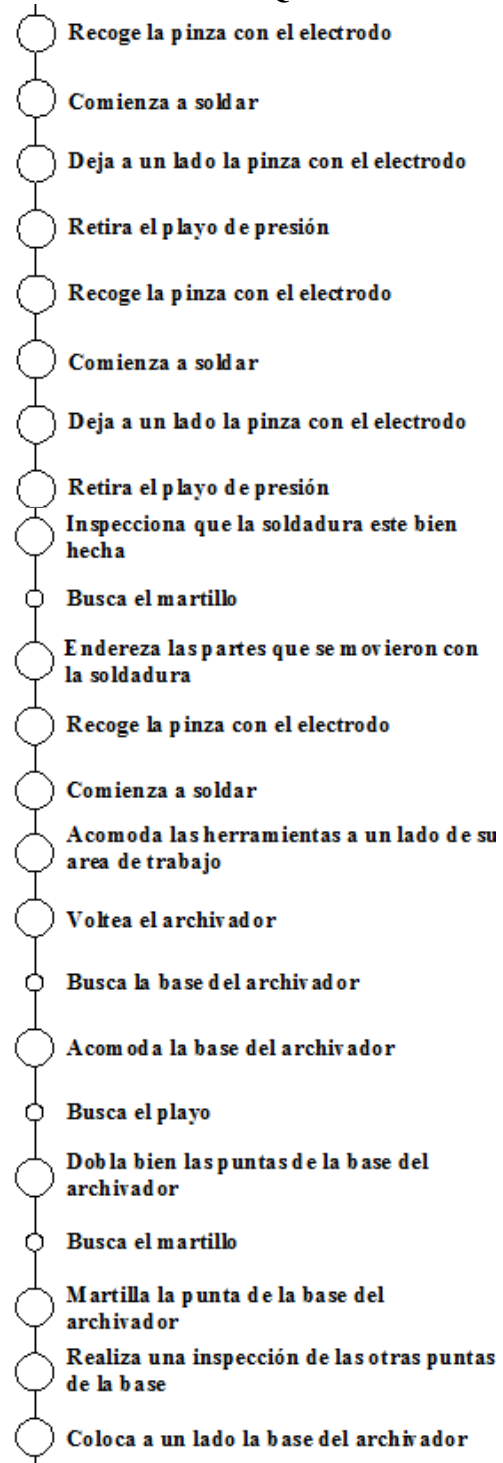 Recoge la pinza con el electrodo
Comienza a soldar
Deja a un lado la pinza con el electrodo
Retira el playo de presión
Recoge la pinza con el electrodo
Comienza a soldar
Deja a un lado la pinza con el electrodo
Retira el playo de presión
Inspecciona que la soldadura este bien
hecha
Busca el martillo
Endereza las partes que se movieron con
la soldadura
Recoge la pinza con el electrodo
Comienza a soldar
Acomoda las herramientas a un lado de su
area de trabajo
Voltea el archivador
Busca la base del archivador
Acomoda la base del archivador
Busca el playo
Dobla bien las puntas de la base del
archivador
Busca el martillo
Martilla la punta de la base del
archivador
Realiza una inspección de las otras puntas
de la base
Coloca a un lado la base del archivador